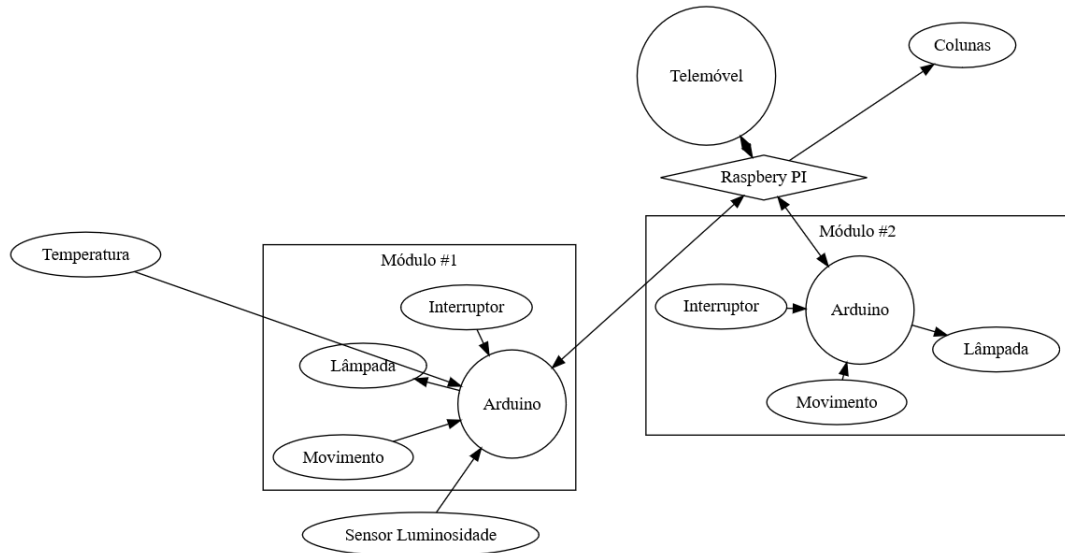 Telemóvel
Colunas
Raspbery PI
Módulo #2
Temperatura
Módulo #1
Interruptor
Interruptor
Arduino
Lâmpada
Lâmpada
Arduino
Movimento
Movimento
Sensor Luminosidade